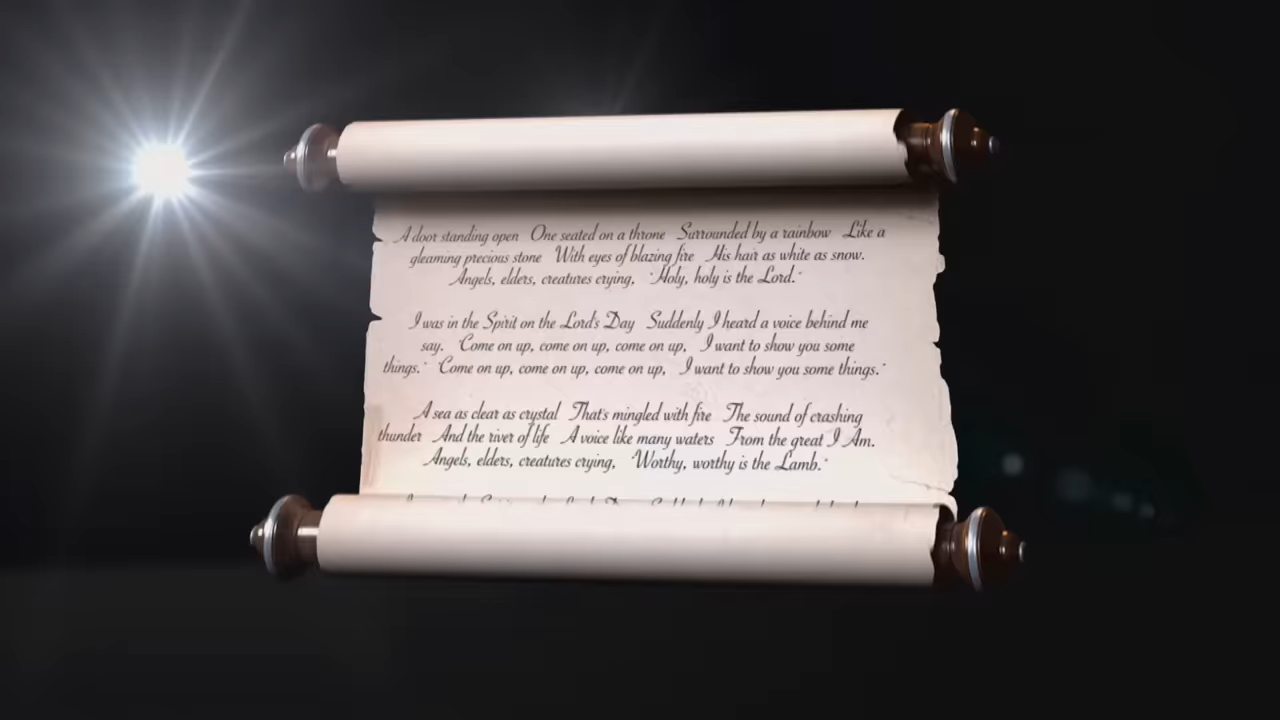 A door standing open One seated on a throne Surrounded by a rainbow Like a
gleaming precious stone With eyes of blazing fire His hair as white as snow.
Angels, elders, creatures crying, "Holy, holy is the Lord."
I was in the Spirit on the Lord's Day Suddenly I heard a voice behind me
say. "Come on up, come on up, come on up, I want to show you some
things." "Come on up, come on up, come on up, I want to show you some things."
A sea as clear as crystal That's mingled with fire The sound of crashing
thunder And the river of life A voice like many waters From the great I Am.
Angels, elders, creatures crying, "Worthy, worthy is the Lamb."